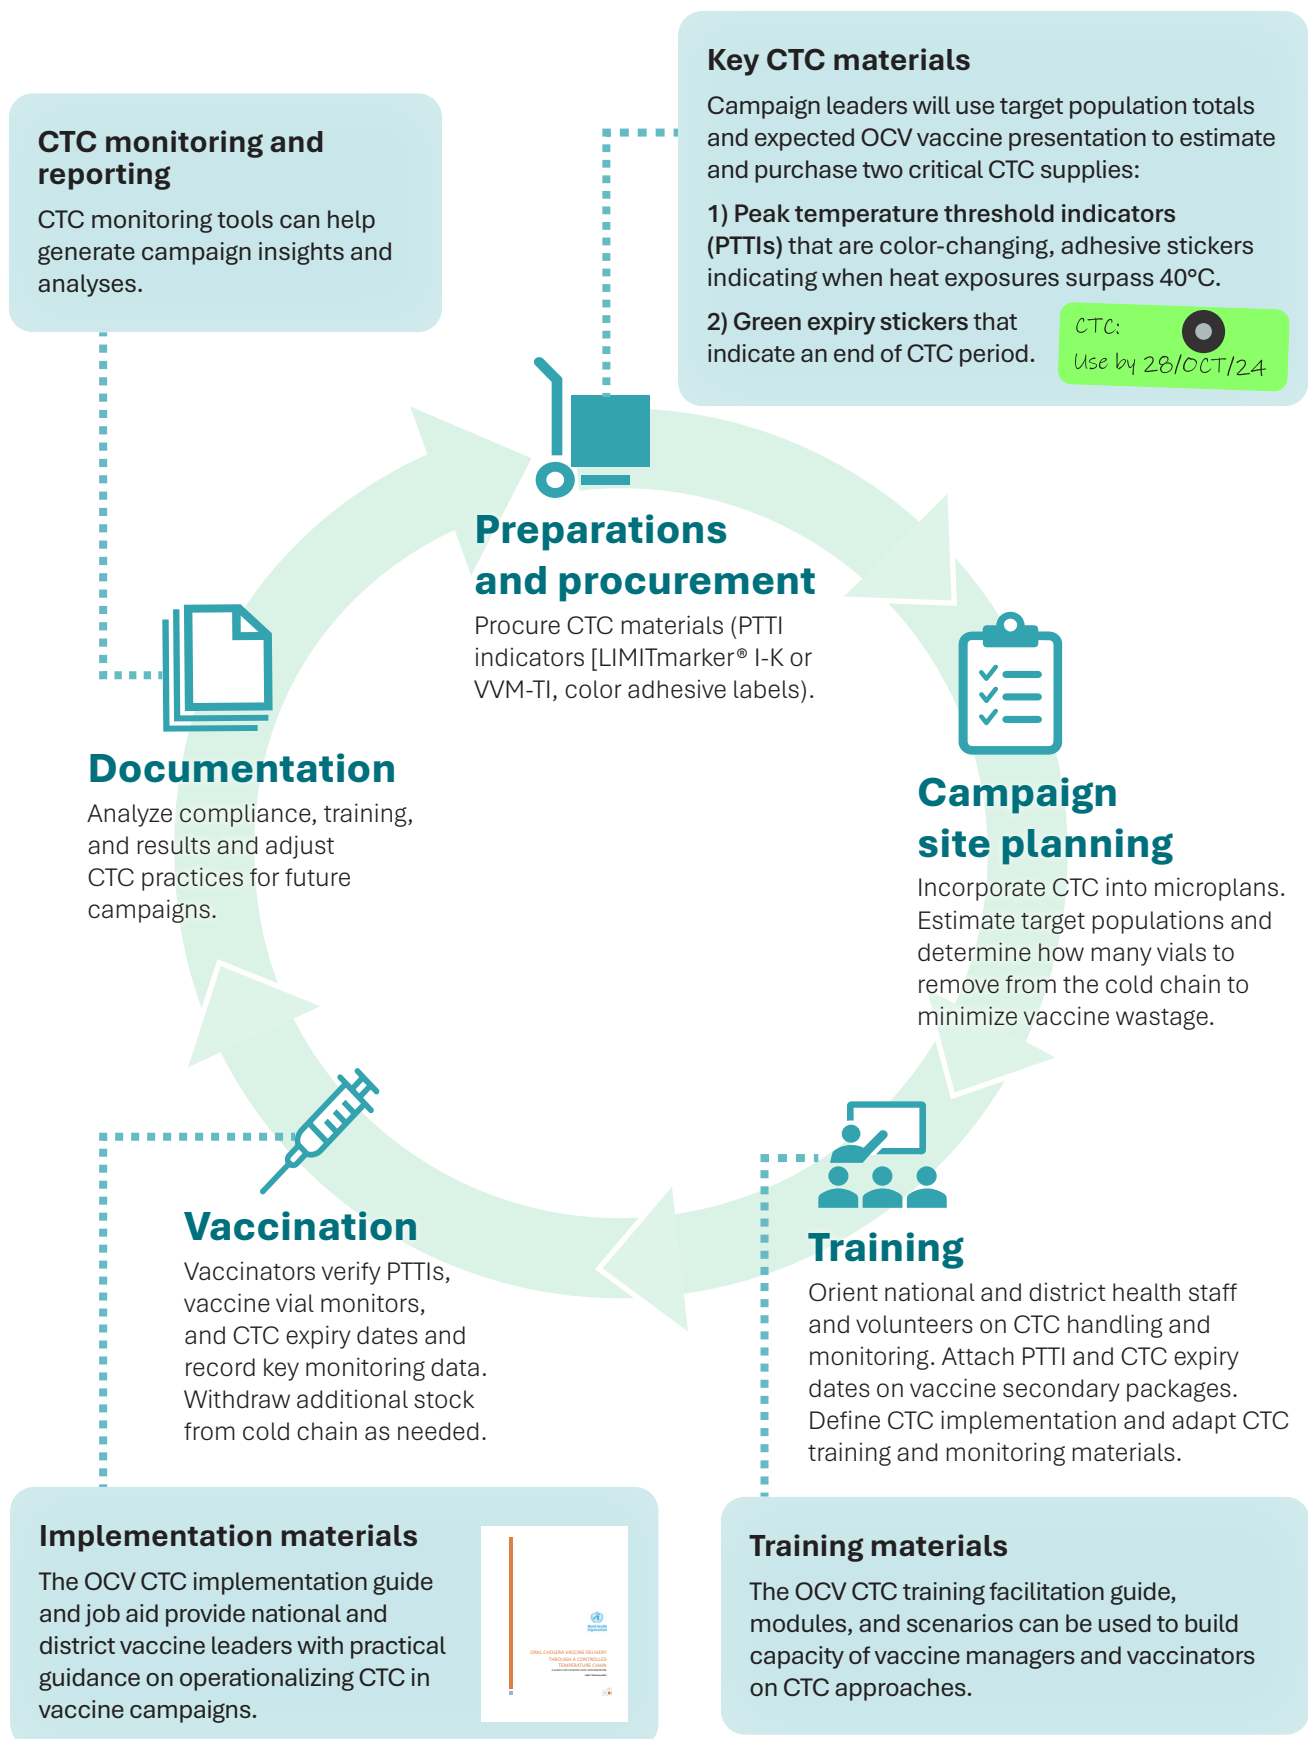 CTC monitoring and
reporting
CTC monitoring tools can help
generate campaign insights and
analyses.
Key CTC materials
Campaign leaders will use target population totals
and expected OCV vaccine presentation to estimate
and purchase two critical CTC supplies:
1) Peak temperature threshold indicators
(PTTIs) that are color-changing, adhesive stickers
indicating when heat exposures surpass 40°C.
2) Green expiry stickers that
indicate an end of CTC period.
CTC:
Use by 28/OCT/24
Preparations
and procurement
Procure CTC materials (PTTI
indicators [LIMITmarker® I-K or
VVM-TI, color adhesive labels).
Campaign
site planning
Incorporate CTC into microplans.
Estimate target populations and
determine how many vials to
remove from the cold chain to
minimize vaccine wastage.
Training
Orient national and district health staff
and volunteers on CTC handling and
monitoring. Attach PTTI and CTC expiry
dates on vaccine secondary packages.
Define CTC implementation and adapt CTC
training and monitoring materials.
Vaccination
Vaccinators verify PTTIs,
vaccine vial monitors,
and CTC expiry dates and
record key monitoring data.
Withdraw additional stock
from cold chain as needed.
Documentation
Analyze compliance, training,
and results and adjust
CTC practices for future
campaigns.
Implementation materials
The OCV CTC implementation guide
and job aid provide national and
district vaccine leaders with practical
guidance on operationalizing CTC in
vaccine campaigns.
World Health
Organization
ORAL CHOLERA VACCINE DELIVERY
THROUGH A CONTROLLED
TEMPERATURE CHAIN
Training materials
The OCV CTC training facilitation guide,
modules, and scenarios can be used to build
capacity of vaccine managers and vaccinators
on CTC approaches.